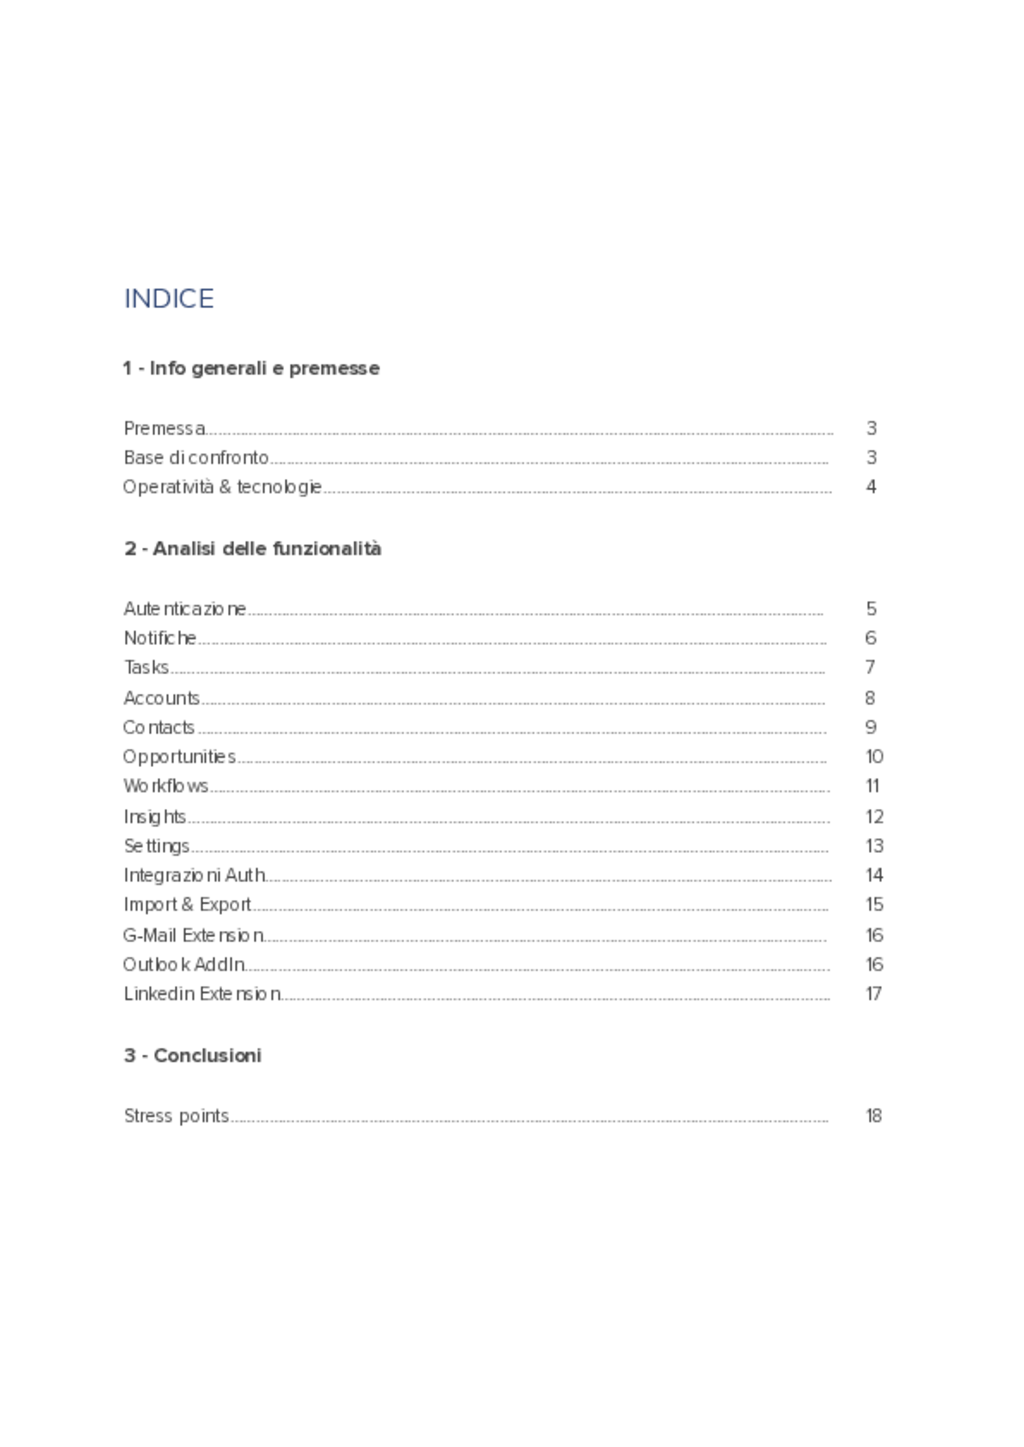 INDICE
1 - Info generali e premesse
Premessa 3
Base di confronto 3
Operatività & tecnologie 4
2 - Analisi delle funzionalità
Autenticazione 5
Notifiche 6
Tasks 7
Accounts 8
Contacts 9
Opportunities 10
Workflows 11
Insights 12
Settings 13
Integrazioni Auth 14
Import & Export 15
G-Mail Extension 16
Outlook AddIn 16
Linkedin Extension 17
3 - Conclusioni
Stress points 18